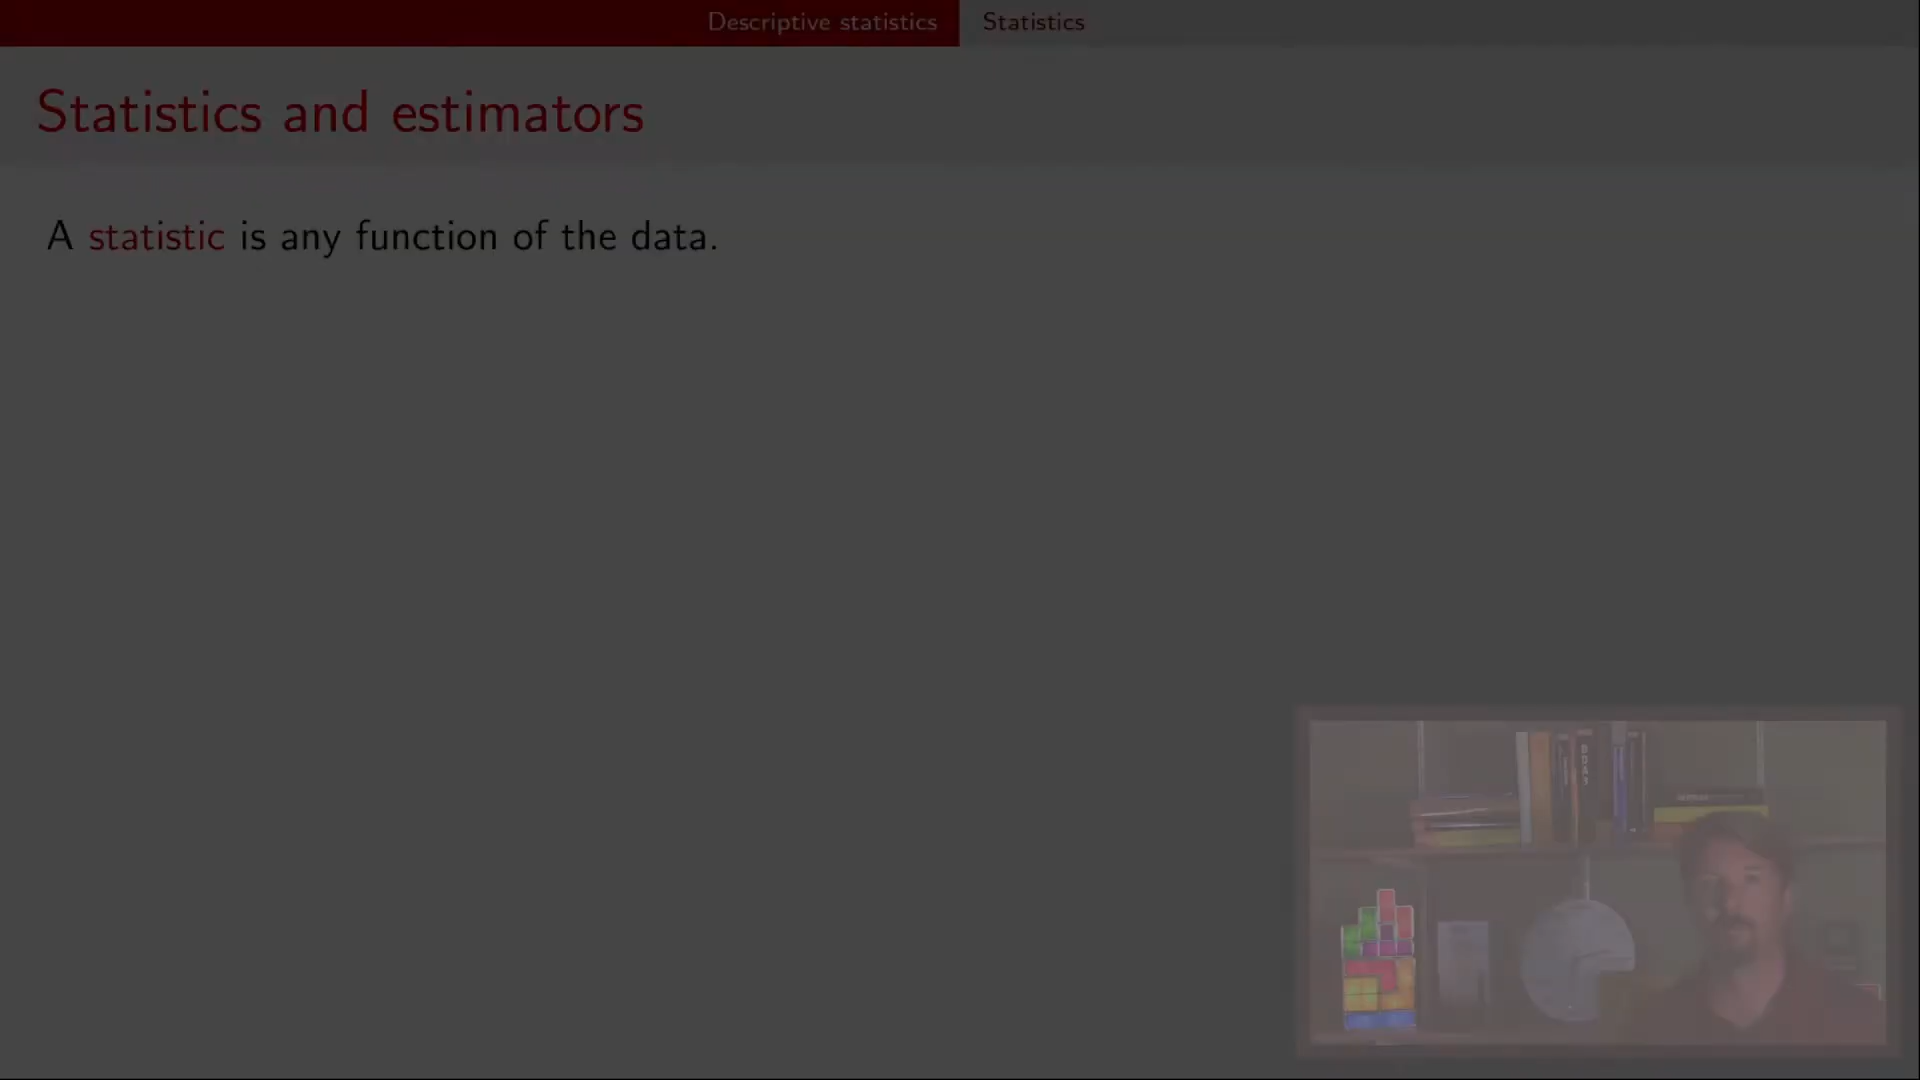 Descriptive statistics
Statistics
Statistics and estimators
A statistic is any function of the data.